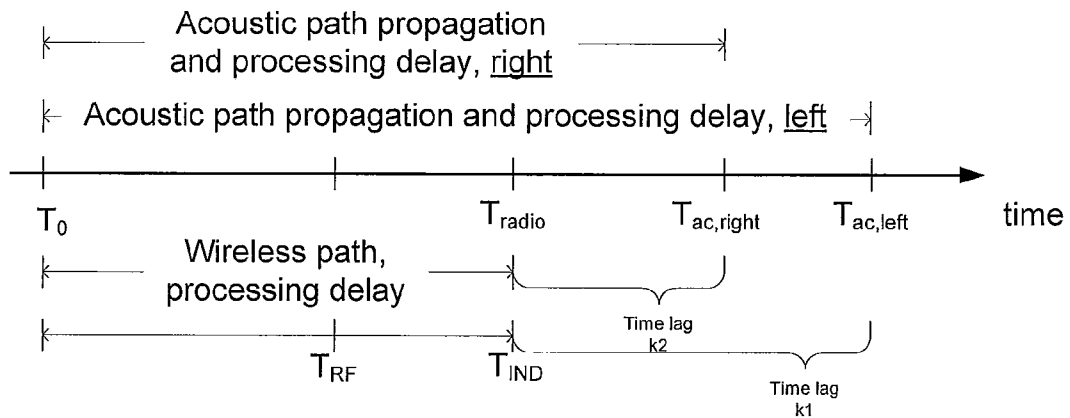 Acoustic path propagation
and processing delay, right
Acoustic path propagation and processing delay, left
T0 Tradio Tac,right Tac,left time
Wireless path,
processing delay
Time lag
k2
TRF TIND
Time lag
k1